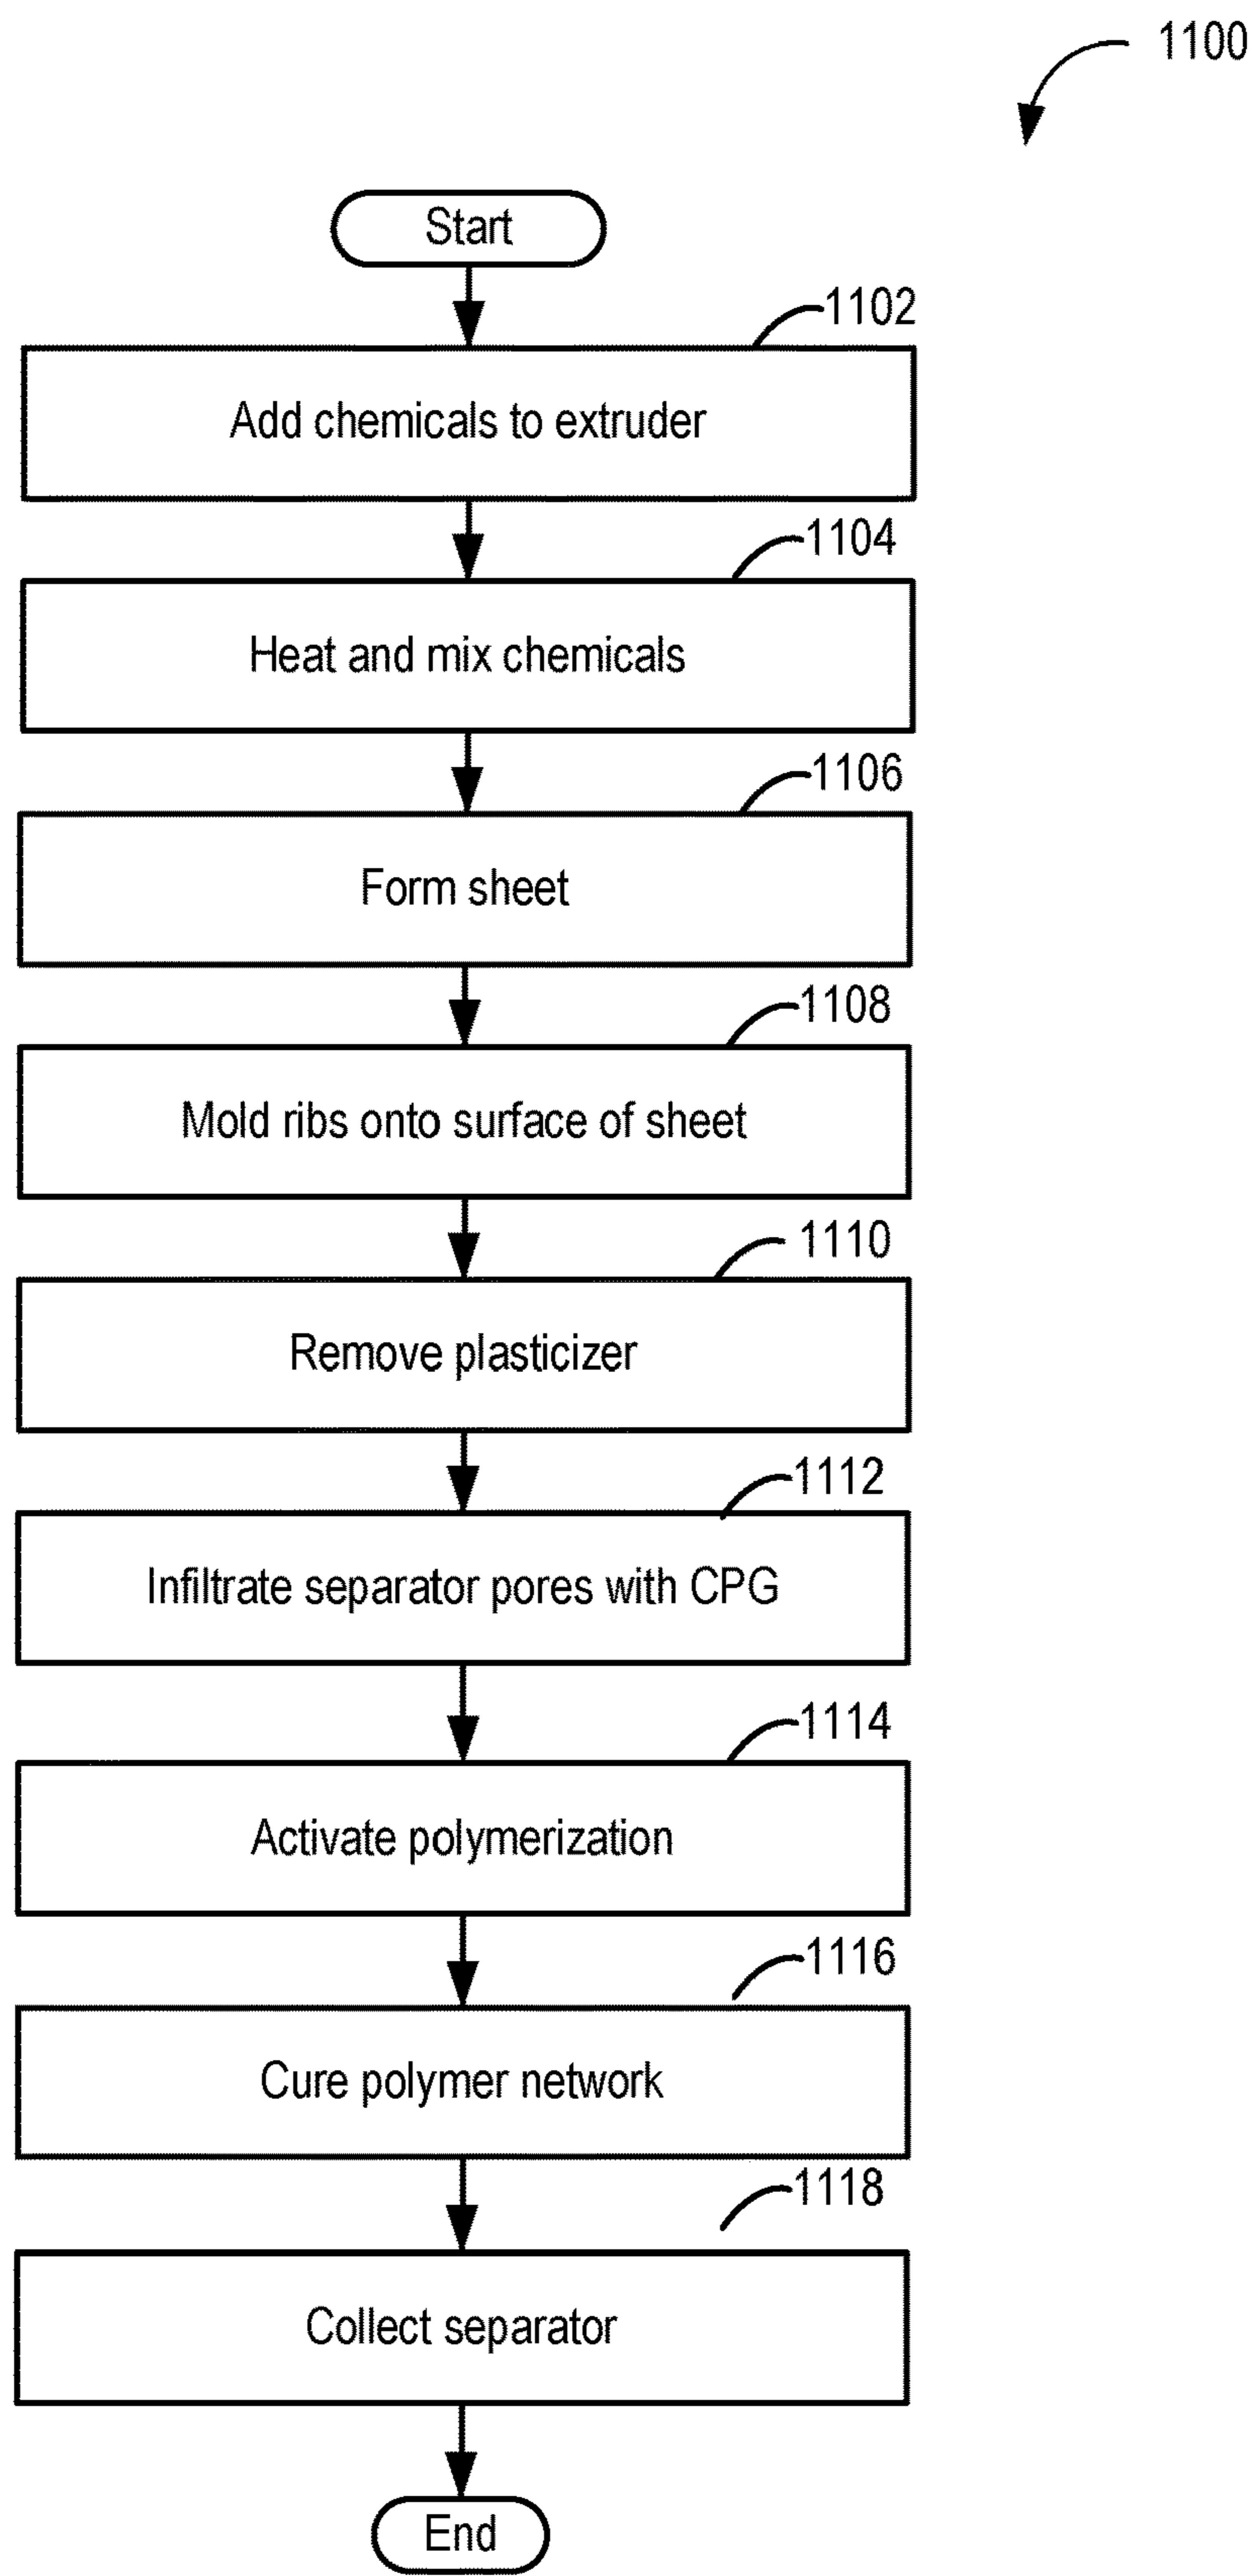 1100
Start
1102
Add chemicals to extruder
1104
Heat and mix chemicals
1106
Form sheet
1108
Mold ribs onto surface of sheet
1110
Remove plasticizer
1112
Infiltrate separator pores with CPG
1114
Activate polymerization
1116
Cure polymer network
1118
Collect separator
End